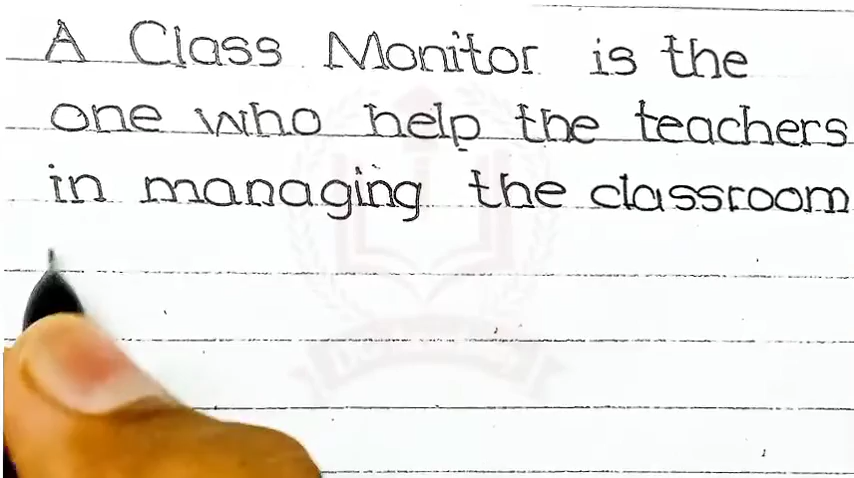 A Class Monitor is the
one who help the teachers
in managing the classroom